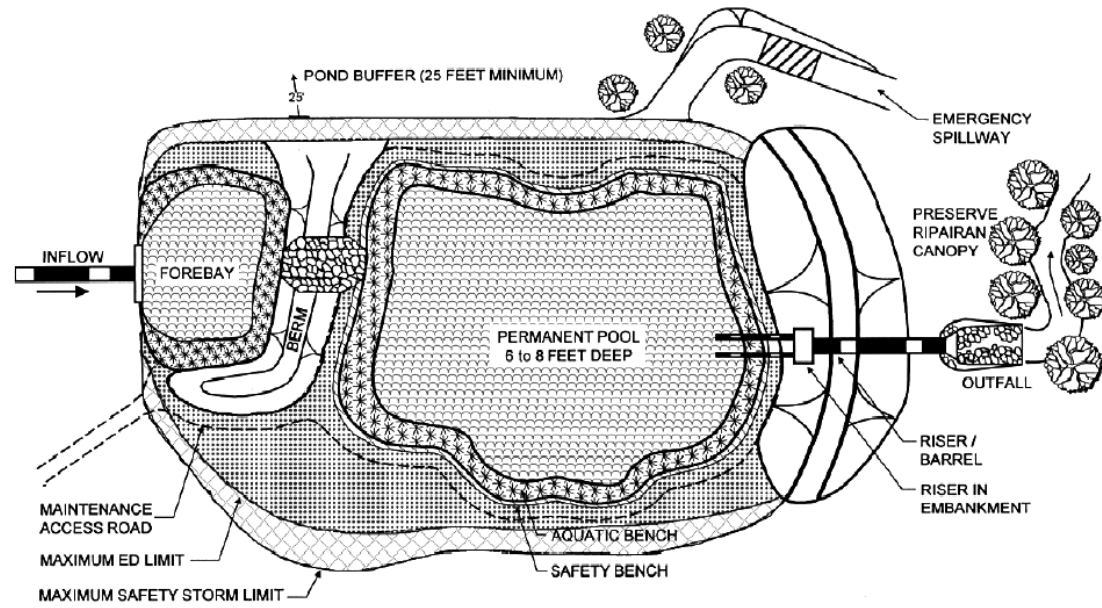 POND BUFFER (25 FEET MINIMUM)
25'
EMERGENCY
SPILLWAY
PRESERVE
RIPAIRAN
CANOPY
INFLOW
FOREBAY
BERM
PERMANENT POOL
6 to 8 FEET DEEP
OUTFALL
RISER /
BARREL
RISER IN
EMBANKMENT
MAINTENANCE
ACCESS ROAD
AQUATIC BENCH
MAXIMUM ED LIMIT
SAFETY BENCH
MAXIMUM SAFETY STORM LIMIT